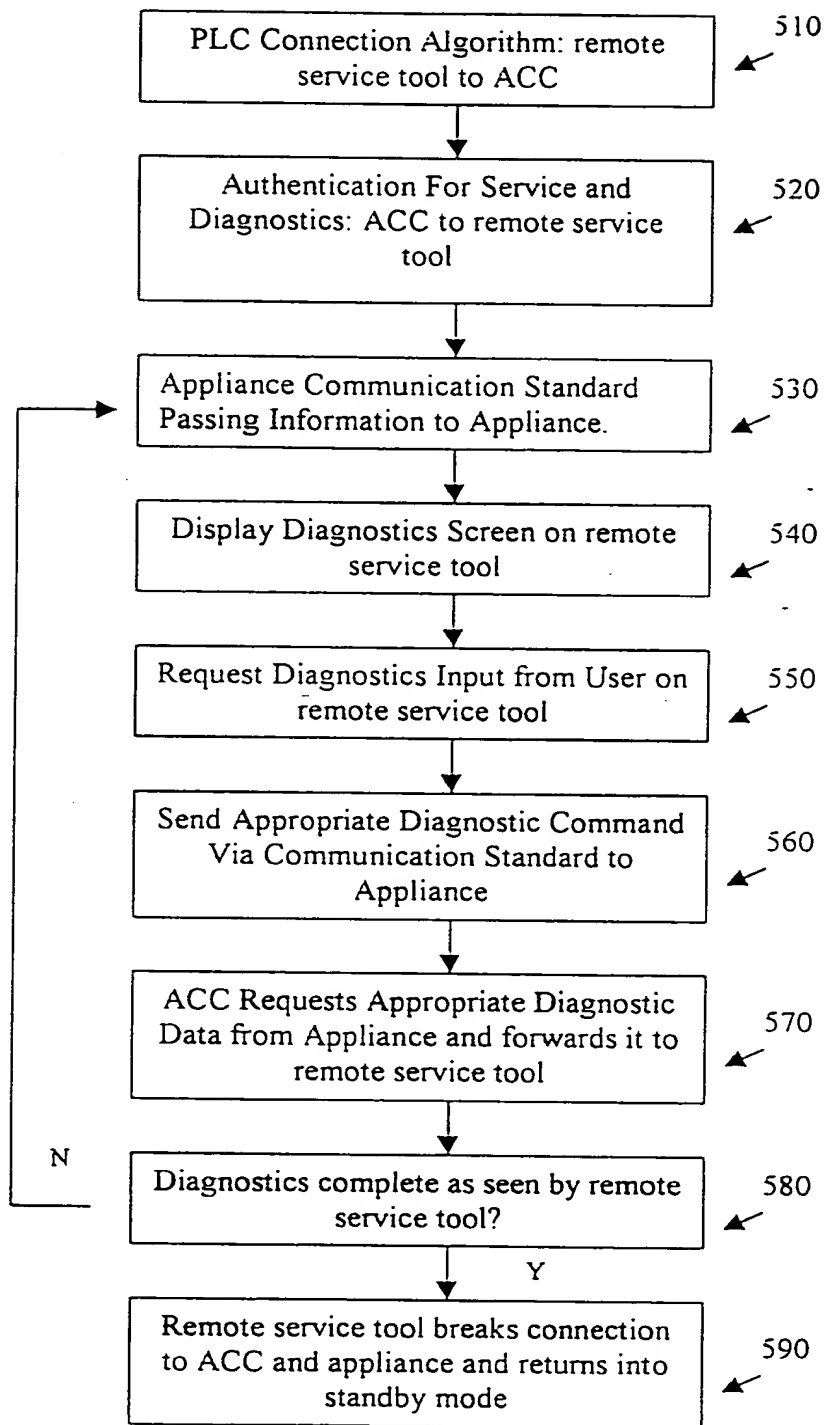 PLC Connection Algorithm: remote
service tool to ACC
510
Authentication For Service and
Diagnostics: ACC to remote service
tool
520
Appliance Communication Standard
Passing Information to Appliance.
530
Display Diagnostics Screen on remote
service tool
540
Request Diagnostics Input from User on
remote service tool
550
Send Appropriate Diagnostic Command
Via Communication Standard to
Appliance
560
ACC Requests Appropriate Diagnostic
Data from Appliance and forwards it to
remote service tool
570
N
Diagnostics complete as seen by remote
service tool?
580
Y
Remote service tool breaks connection
to ACC and appliance and returns into
standby mode
590